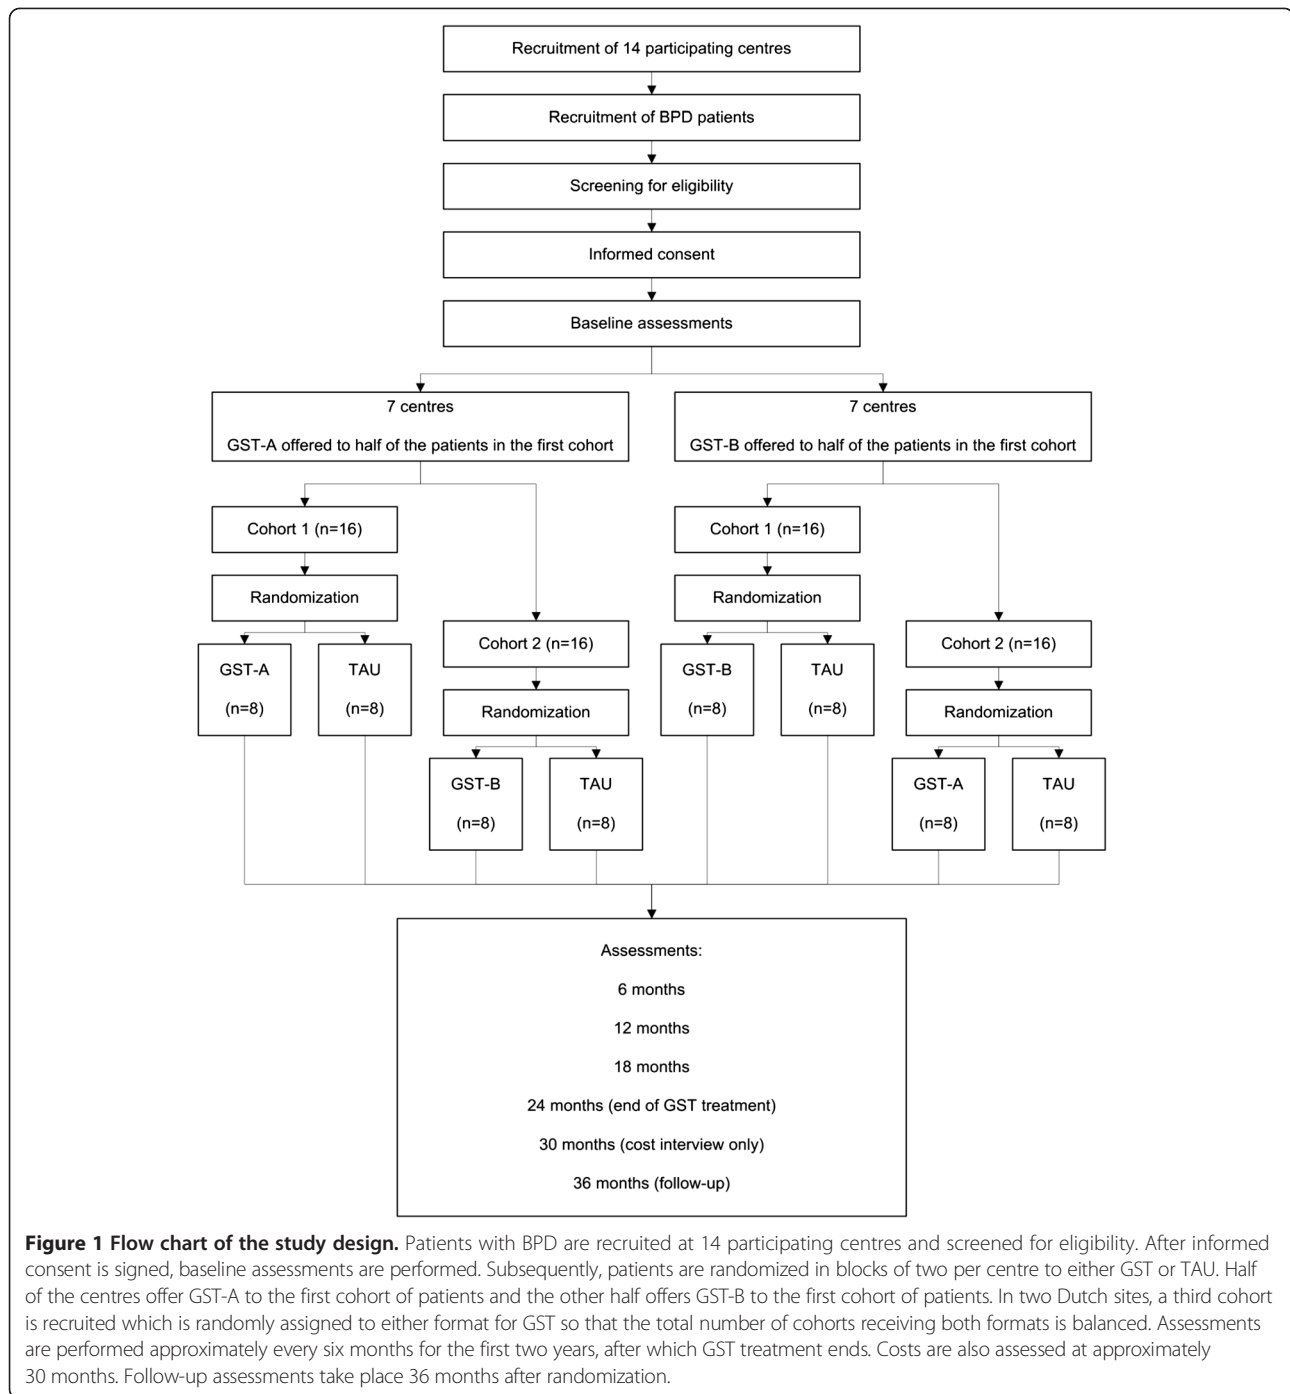 Recruitment of 14 participating centres
Recruitment of BPD patients
Screening for eligibility
Informed consent
Baseline assessments
7 centres
GST-A offered to half of the patients in the first cohort
7 centres
GST-B offered to half of the patients in the first cohort
Cohort 1 (n=16)
Randomization
GST-A
(n=8)
TAU
(n=8)
Cohort 2 (n=16)
Randomization
GST-B
(n=8)
TAU
(n=8)
Cohort 1 (n=16)
Randomization
GST-B
(n=8)
TAU
(n=8)
Cohort 2 (n=16)
Randomization
GST-A
(n=8)
TAU
(n=8)
Assessments:
6 months
12 months
18 months
24 months (end of GST treatment)
30 months (cost interview only)
36 months (follow-up)
Figure 1 Flow chart of the study design. Patients with BPD are recruited at 14 participating centres and screened for eligibility. After informed
consent is signed, baseline assessments are performed. Subsequently, patients are randomized in blocks of two per centre to either GST or TAU. Half
of the centres offer GST-A to the first cohort of patients and the other half offers GST-B to the first cohort of patients. In two Dutch sites, a third cohort
is recruited which is randomly assigned to either format for GST so that the total number of cohorts receiving both formats is balanced. Assessments
are performed approximately every six months for the first two years, after which GST treatment ends. Costs are also assessed at approximately
30 months. Follow-up assessments take place 36 months after randomization.